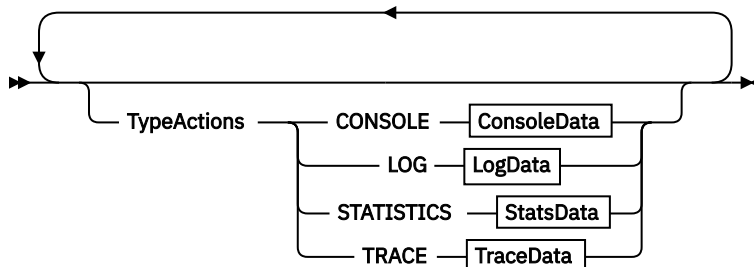 TypeActions CONSOLE ConsoleData
LOG LogData
STATISTICS StatsData
TRACE TraceData